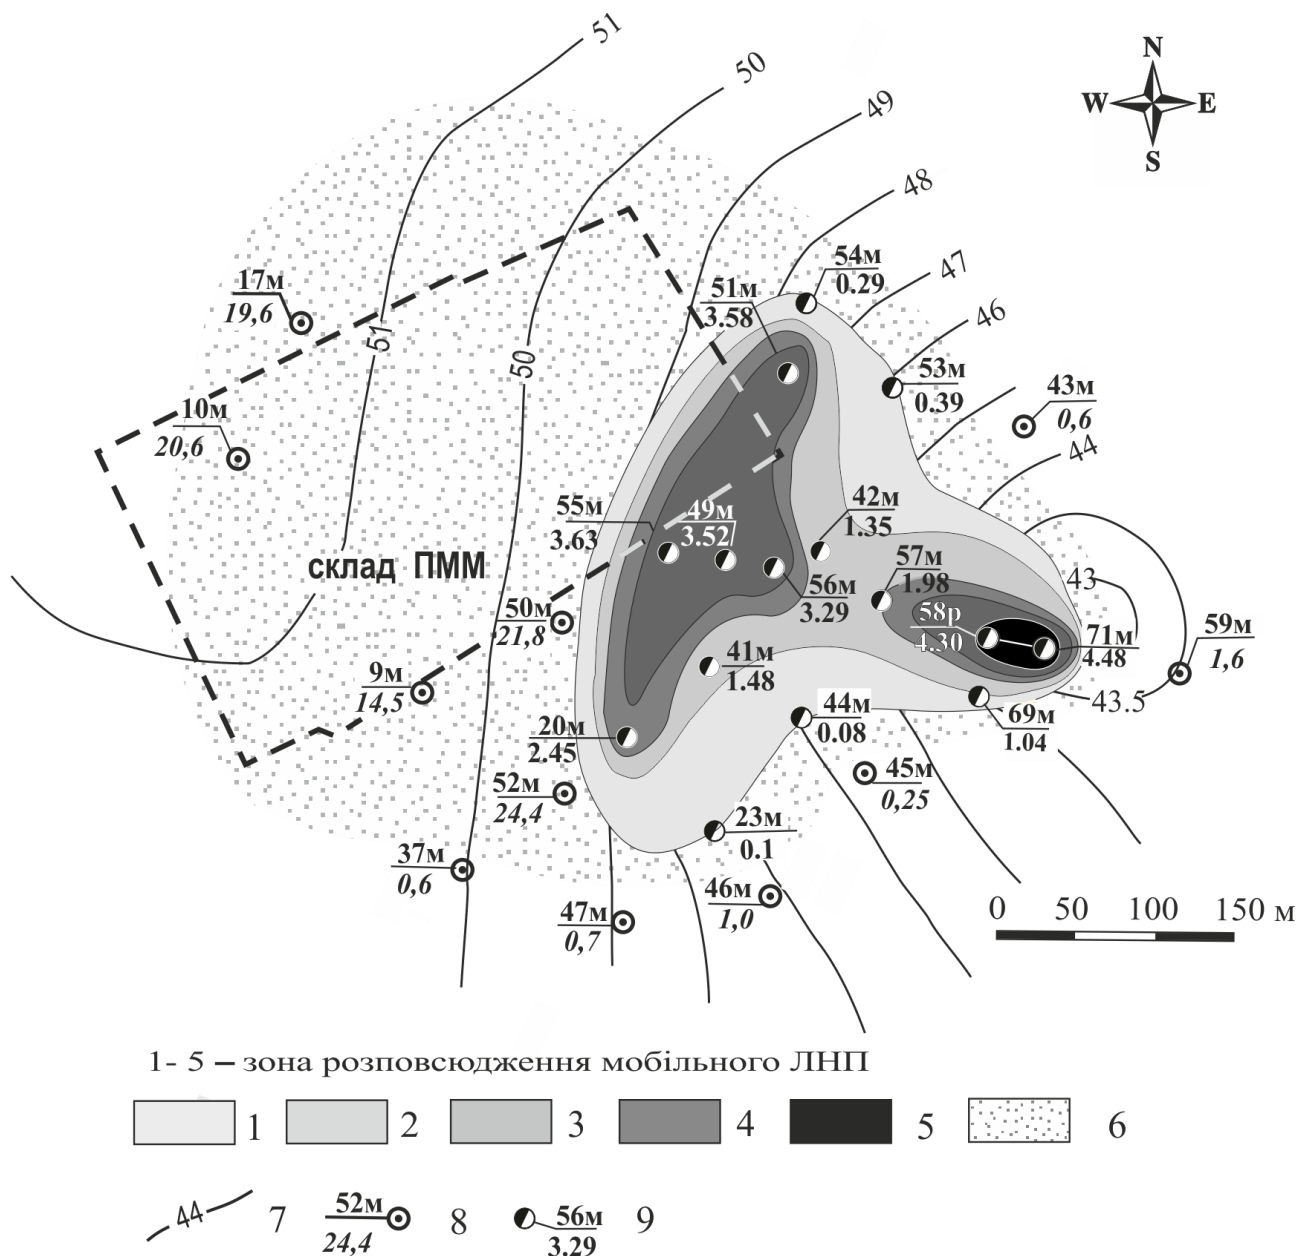 51
50
N
W E
S
49
48
54м
0.29
47
17м
19,6
51м
3.58
46
51
50
53м
0.39
43м
0,6
10м
20,6
44
55м
3.63
49м
3.52
42м
1.35
склад ПММ
57м
1.98
43
56м
3.29
50м
21,8
58р
4.30
71м
4.48
59м
1,6
9м
14,5
41м
1.48
43.5
44м
0.08
69м
1.04
20м
2.45
52м
24,4
45м
0,25
23м
0.1
37м
0,6
46м
1,0
47м
0,7
0 50 100 150 м
1- 5 – зона розповсюдження мобільного ЛНП
1 2 3 4 5 6
44 7 52м 8 56м 9
24,4 3.29